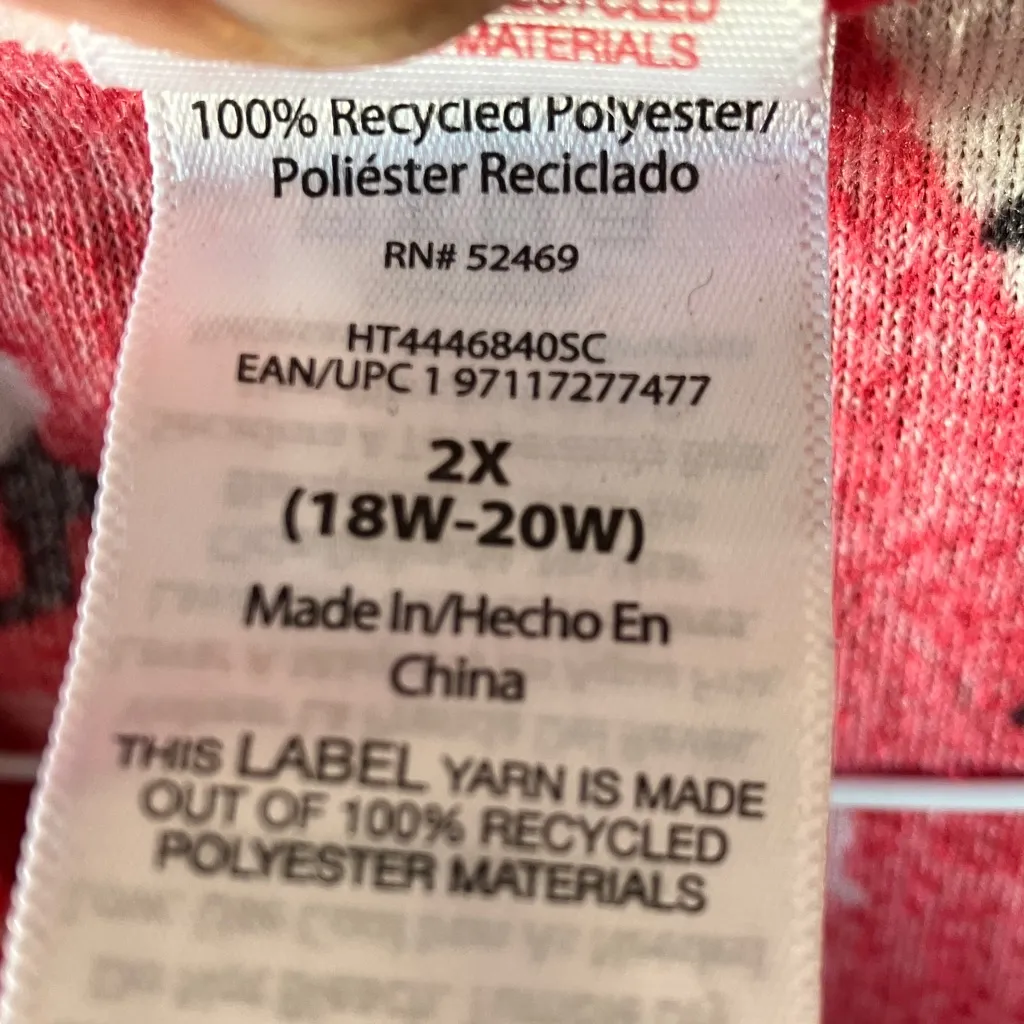 RECYCLED
MATERIALS
100% Recycled Polyester/
Poliéster Reciclado
RN# 52469
HT4446840SC
EAN/UPC 1 97117277477
2X
(18W-20W)
Made In/Hecho En
China
THIS LABEL YARN IS MADE
OUT OF 100% RECYCLED
POLYESTER MATERIALS